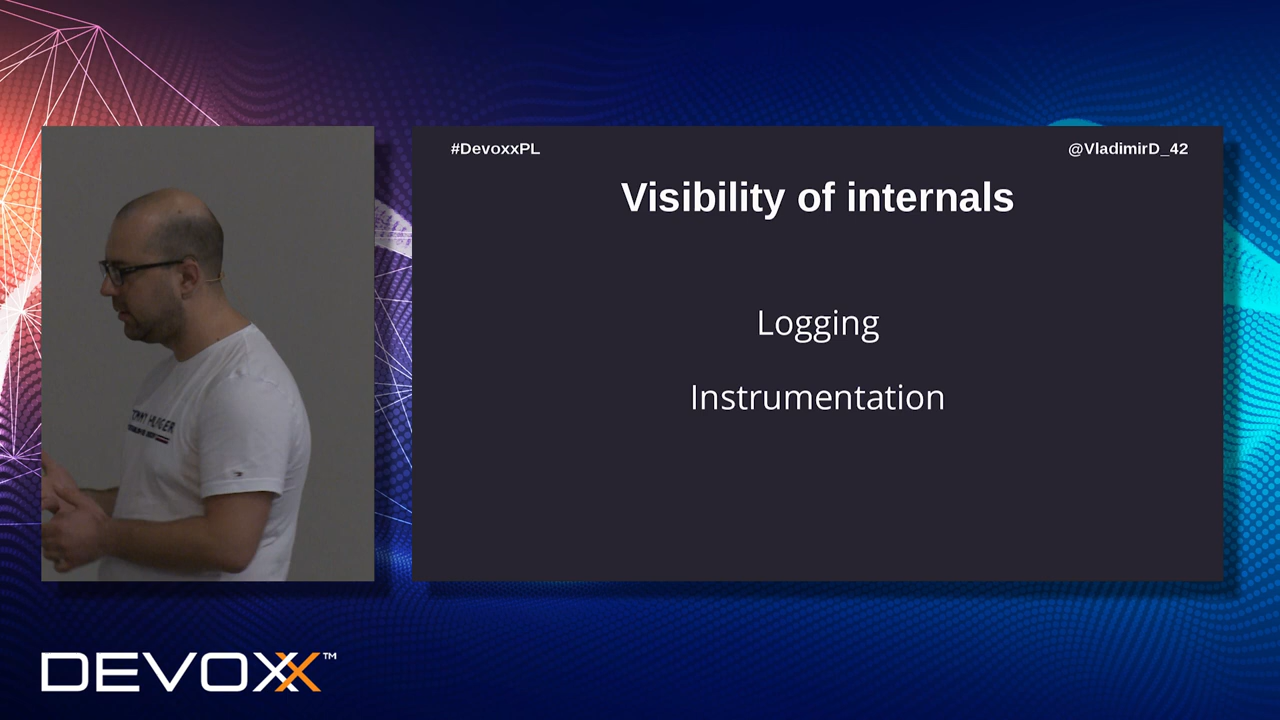 #DevoxxPL
@VladimirD_42
Visibility of internals
Logging
Instrumentation
DEVOXX™